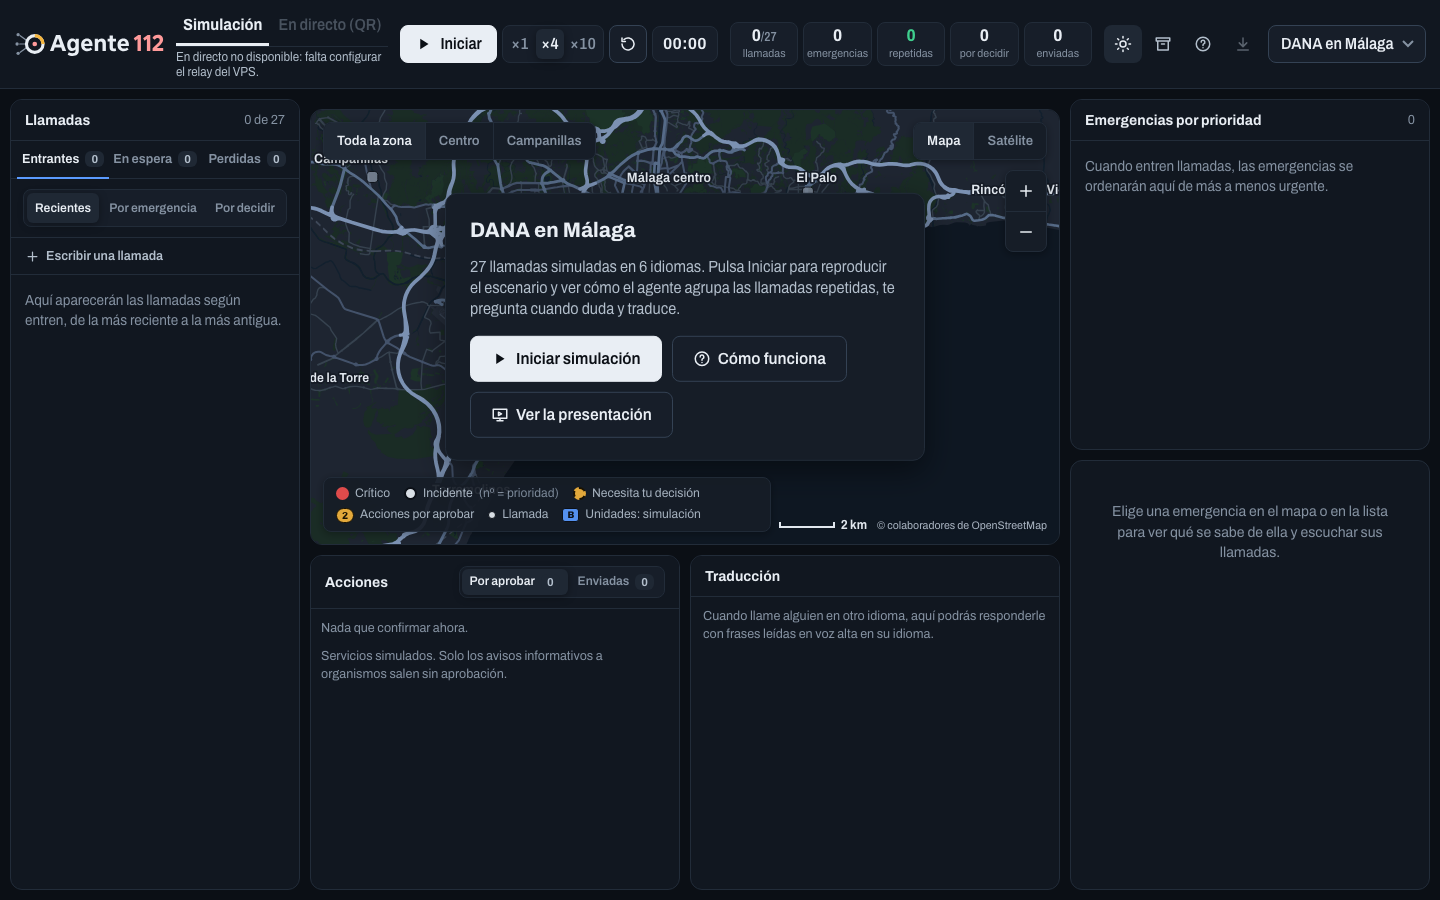 Agente 112
Simulación
En directo (QR)
En directo no disponible: falta configurar
el relay del VPS.
Iniciar
×1
×4
×10
00:00
0/27
llamadas
0
emergencias
0
repetidas
0
por decidir
0
enviadas
DANA en Málaga
Llamadas
0 de 27
Entrantes 0
En espera 0
Perdidas 0
Recientes
Por emergencia
Por decidir
Escribir una llamada
Aquí aparecerán las llamadas según
entren, de la más reciente a la más antigua.
Toda la zona
Centro
Campanillas
Mapa
Satélite
Campanillas
Málaga centro
El Palo
Rincó
Vi
+
−
de la Torre
DANA en Málaga
27 llamadas simuladas en 6 idiomas. Pulsa Iniciar para reproducir
el escenario y ver cómo el agente agrupa las llamadas repetidas, te
pregunta cuando duda y traduce.
Iniciar simulación
Cómo funciona
Ver la presentación
Crítico
Incidente (nº = prioridad)
Necesita tu decisión
2 Acciones por aprobar
Llamada
B Unidades: simulación
2 km
© colaboradores de OpenStreetMap
Acciones
Por aprobar 0
Enviadas 0
Nada que confirmar ahora.
Servicios simulados. Solo los avisos informativos a
organismos salen sin aprobación.
Traducción
Cuando llame alguien en otro idioma, aquí podrás responderle
con frases leídas en voz alta en su idioma.
Emergencias por prioridad
0
Cuando entren llamadas, las emergencias se
ordenarán aquí de más a menos urgente.
Elige una emergencia en el mapa o en la lista
para ver qué se sabe de ella y escuchar sus
llamadas.